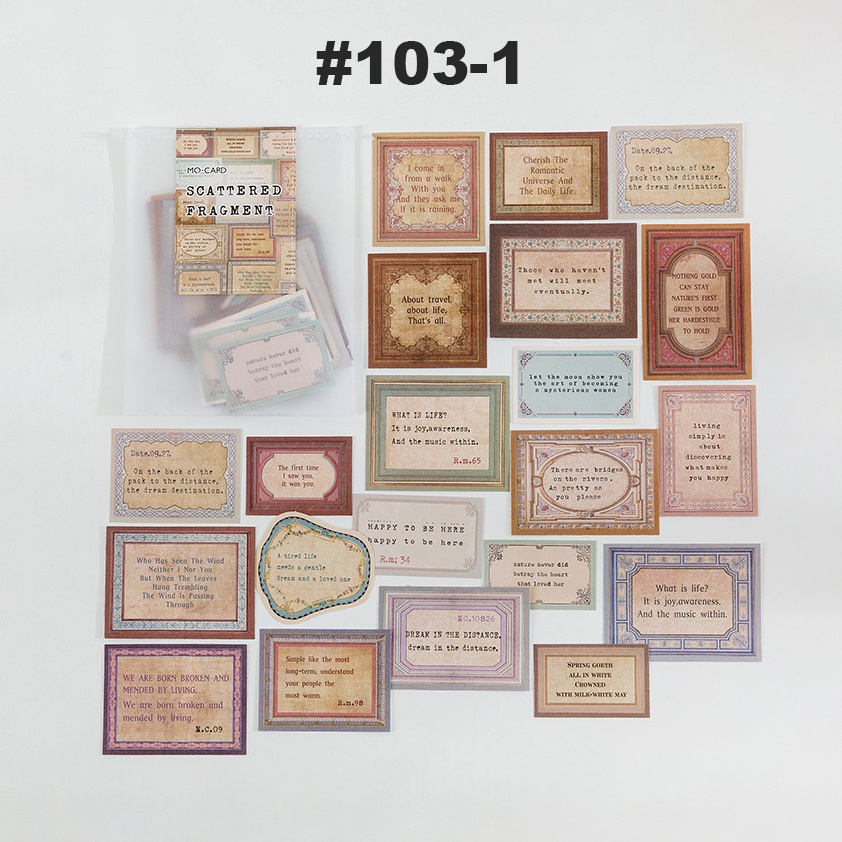 #103-1
MO·CARD
SCATTERED
FRAGMENT
nature never did
betray the heart
that loved her
I come in
from a walk
With you
And they ask me
If it is raining.
Cherish The
Romantic
Universe And
The Daily Life.
Date.09.27.
On the back of the
pack to the distance,
the dream destination.
About travel,
about life,
That's all.
Those who haven't
met will meet
eventually.
NOTHING GOLD
CAN STAY
NATURE'S FIRST
GREEN IS GOLD
HER HARDESTHUE
TO HOLD
let the moon show you
the art of becoming
a mysterious women
WHAT IS LIFE?
It is joy,awareness,
And the music within.
R.m.65
living
simply is
about
discovering
what makes
you happy
Date.09.27.
On the back of the
pack to the distance,
the dream destination.
The first time
I saw you,
it was you.
There are bridges
on the rivers.
As pretty as
you please
HAPPY TO BE HERE
happy to be here
R.m; 34
Who Has Seen The Wind
Neither I Nor You
But When The Leaves
Hang Trembling
The Wind Is Passing
Through
A tired life
needs a gentle
dream and a loved one
nature never did
betray the heart
that loved her
What is life?
It is joy,awareness,
And the music within.
NO.10826
DREAM IN THE DISTANCE,
dream in the distance.
WE ARE BORN BROKEN AND
MENDED BY LIVING.
We are born broken and
mended by living.
N.C.09
Simple like the most
long-term, understand
your people the
most warm.
R.m.98
SPRING GOETH
ALL IN WHITE
CROWNED
WITH MILK-WHITE MAY